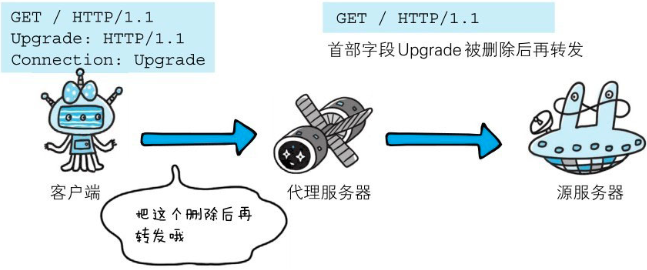 GET / HTTP/1.1
Upgrade: HTTP/1.1
Connection: Upgrade
GET / HTTP/1.1
首部字段Upgrade被删除后再转发
客户端
代理服务器
源服务器
把这个删除后再
转发哦